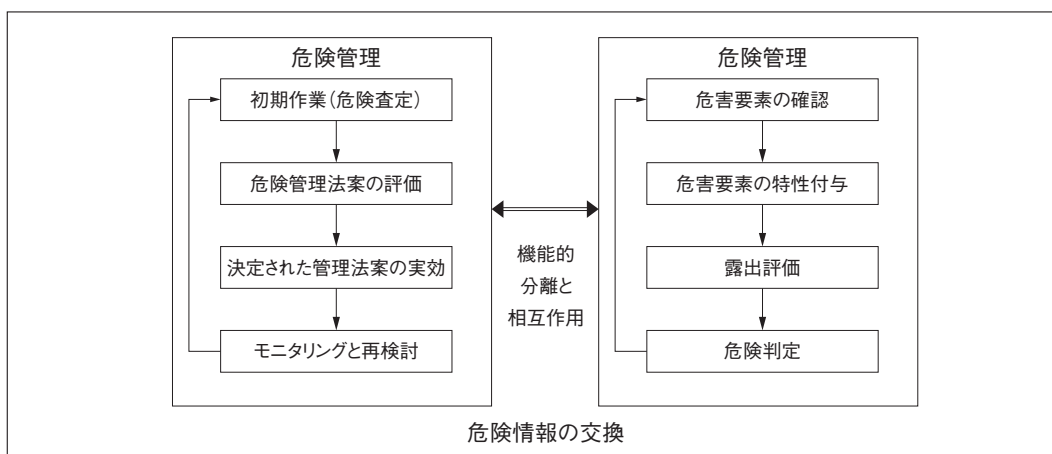 危険管理
初期作業(危険査定)
危険管理法案の評価
決定された管理法案の実効
モニタリングと再検討
機能的
分離と
相互作用
危険管理
危害要素の確認
危害要素の特性付与
露出評価
危険判定
危険情報の交換